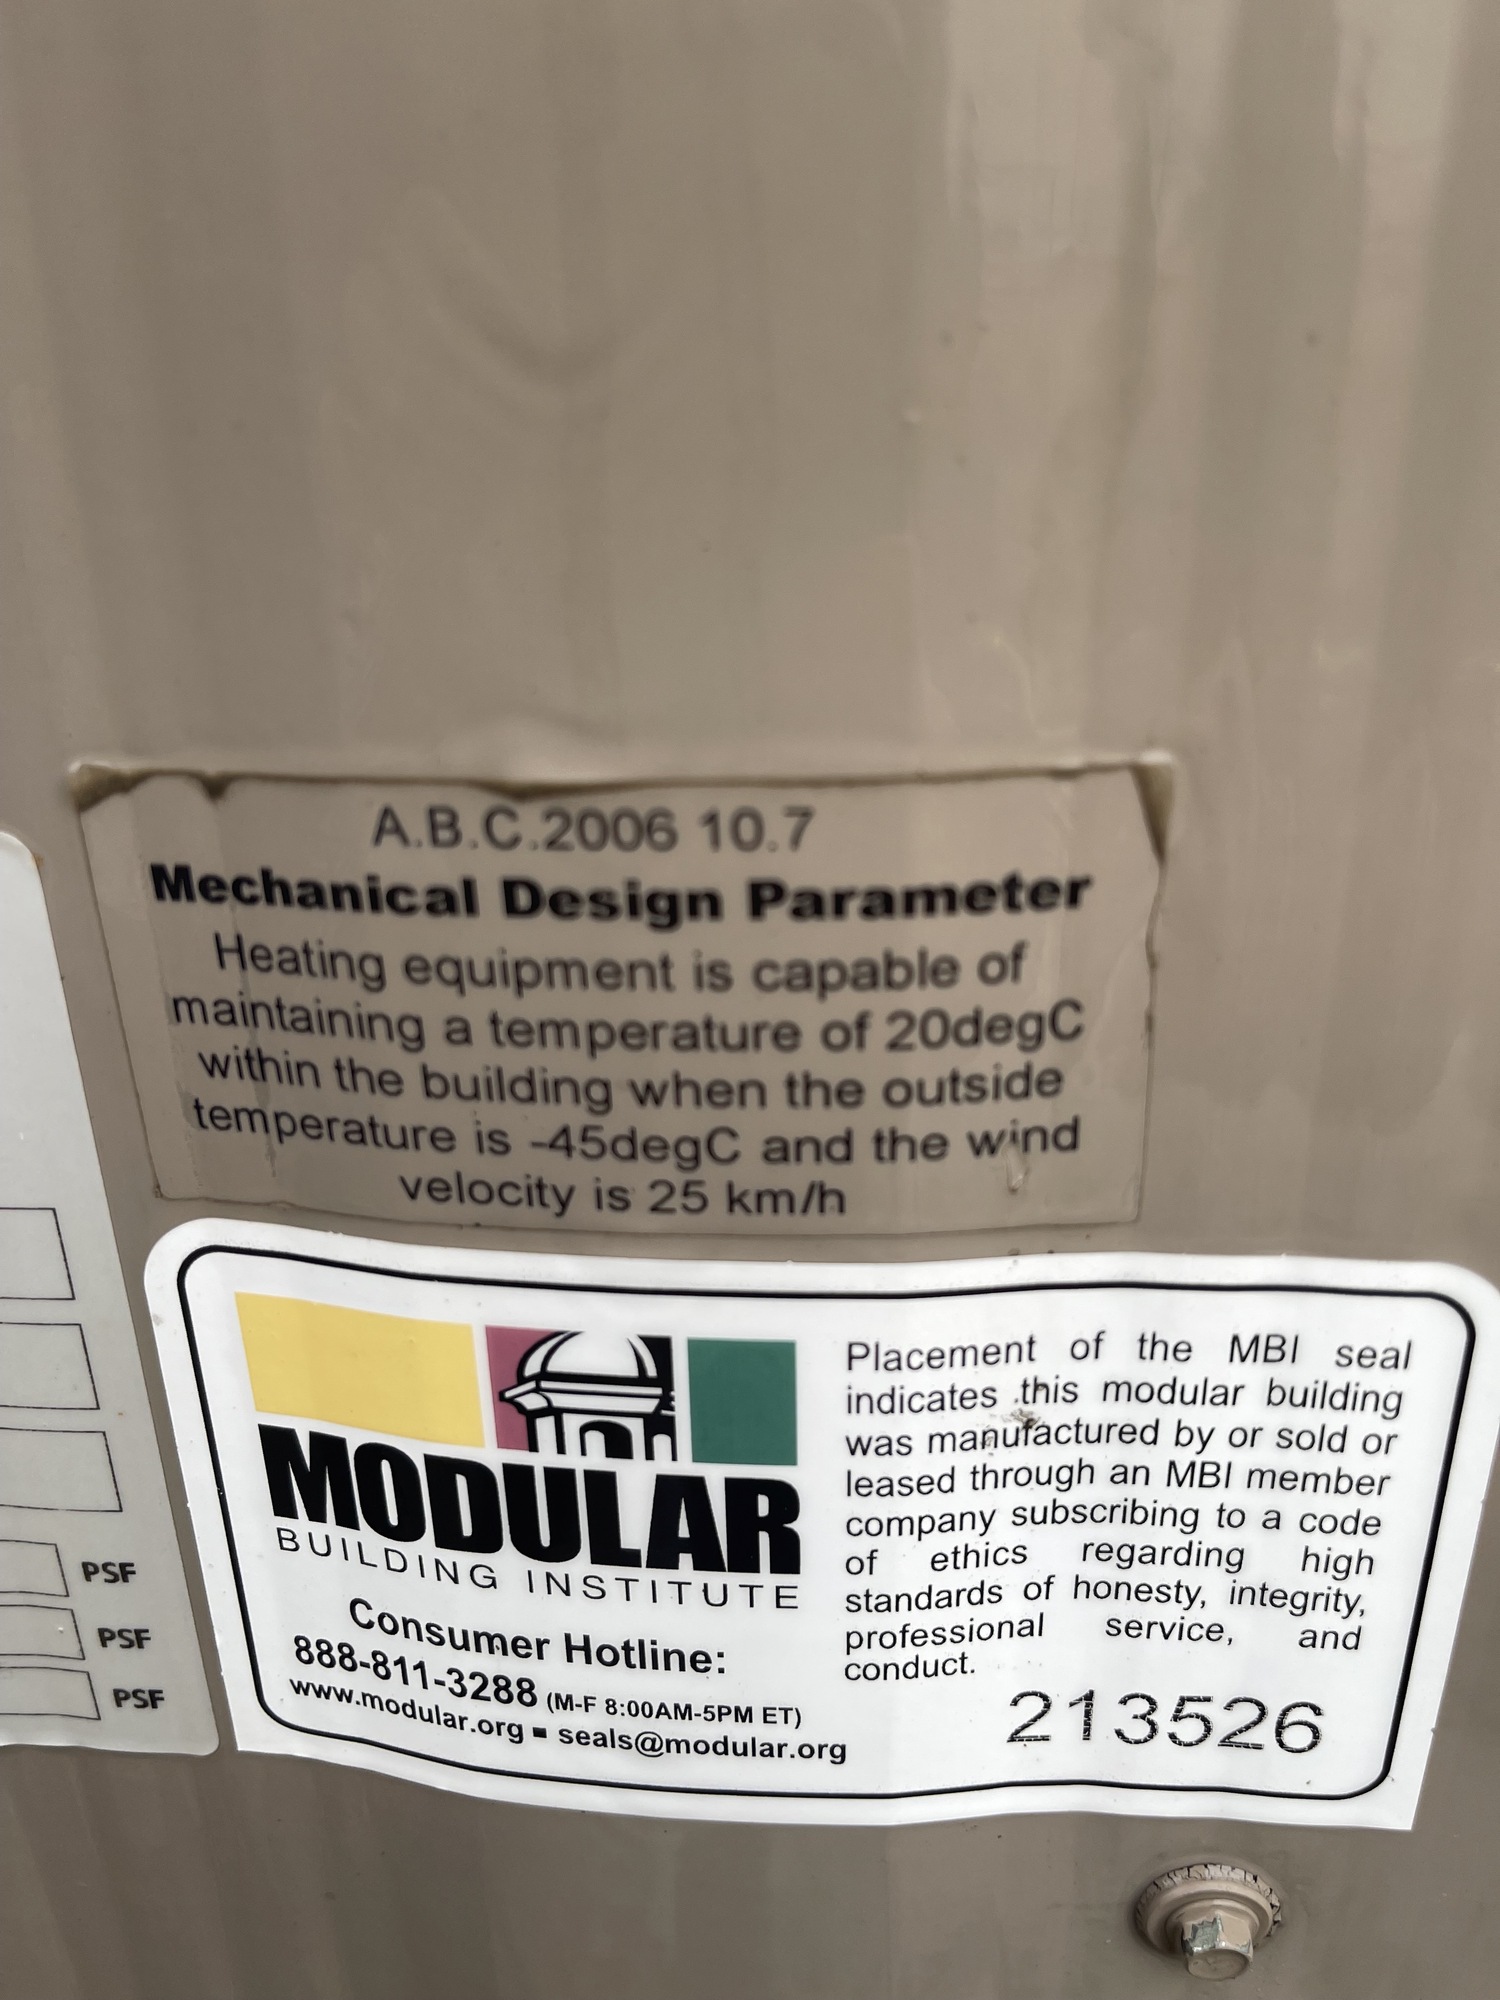 A.B.C.2006 10.7
Mechanical Design Parameter
Heating equipment is capable of
maintaining a temperature of 20degC
within the building when the outside
temperature is -45degC and the wind
velocity is 25 km/h
PSF
PSF
PSF
MODULAR
BUILDING INSTITUTE
Consumer Hotline:
888-811-3288 (M-F 8:00AM-5PM ET)
www.modular.org ▪ seals@modular.org
Placement of the MBI seal
indicates this modular building
was manufactured by or sold or
leased through an MBI member
company subscribing to a code
of ethics regarding high
standards of honesty, integrity,
professional service, and
conduct.
213526